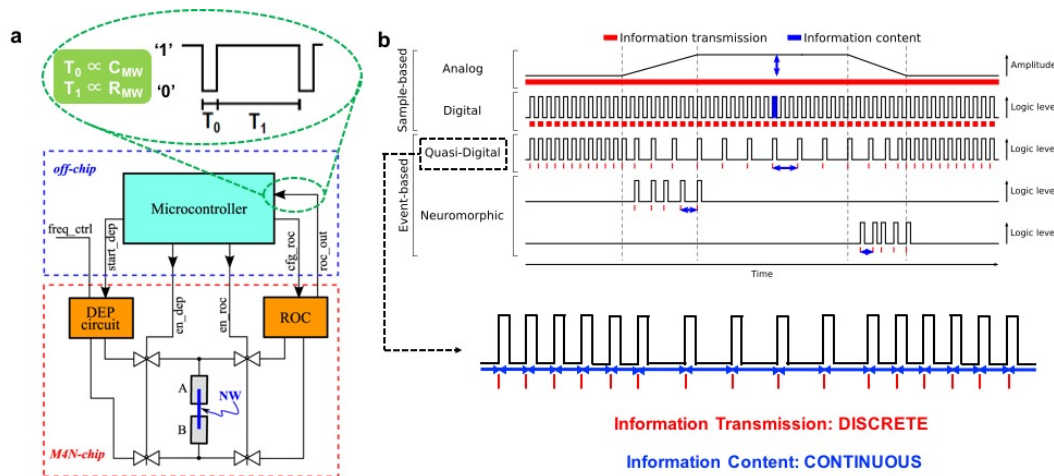 a
T₀ ∝ C_MW
T₁ ∝ R_MW
'1'
'0'
T₀ T₁
off-chip
Microcontroller
freq_ctrl
start_dep
en_dep
en_roc
cfg_roc
roc_out
DEP
circuit
ROC
A
NW
B
M4N-chip
b
Information transmission Information content
Sample-based
Analog
Amplitude
Digital
Logic level
Event-based
Quasi-Digital
Logic level
Neuromorphic
Logic level
Logic level
Time
Information Transmission: DISCRETE
Information Content: CONTINUOUS